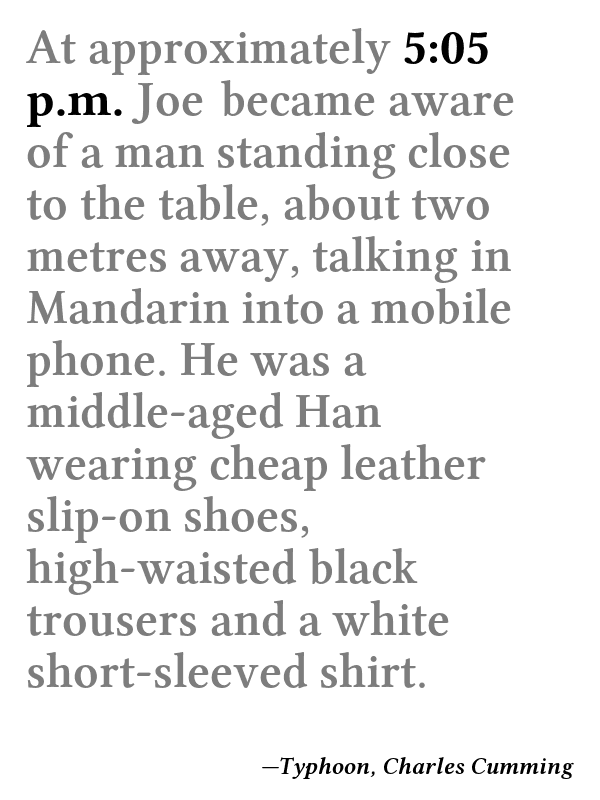 At approximately 5:05
p.m. Joe became aware
of a man standing close
to the table, about two
metres away, talking in
Mandarin into a mobile
phone. He was a
middle-aged Han
wearing cheap leather
slip-on shoes,
high-waisted black
trousers and a white
short-sleeved shirt.
—Typhoon, Charles Cumming